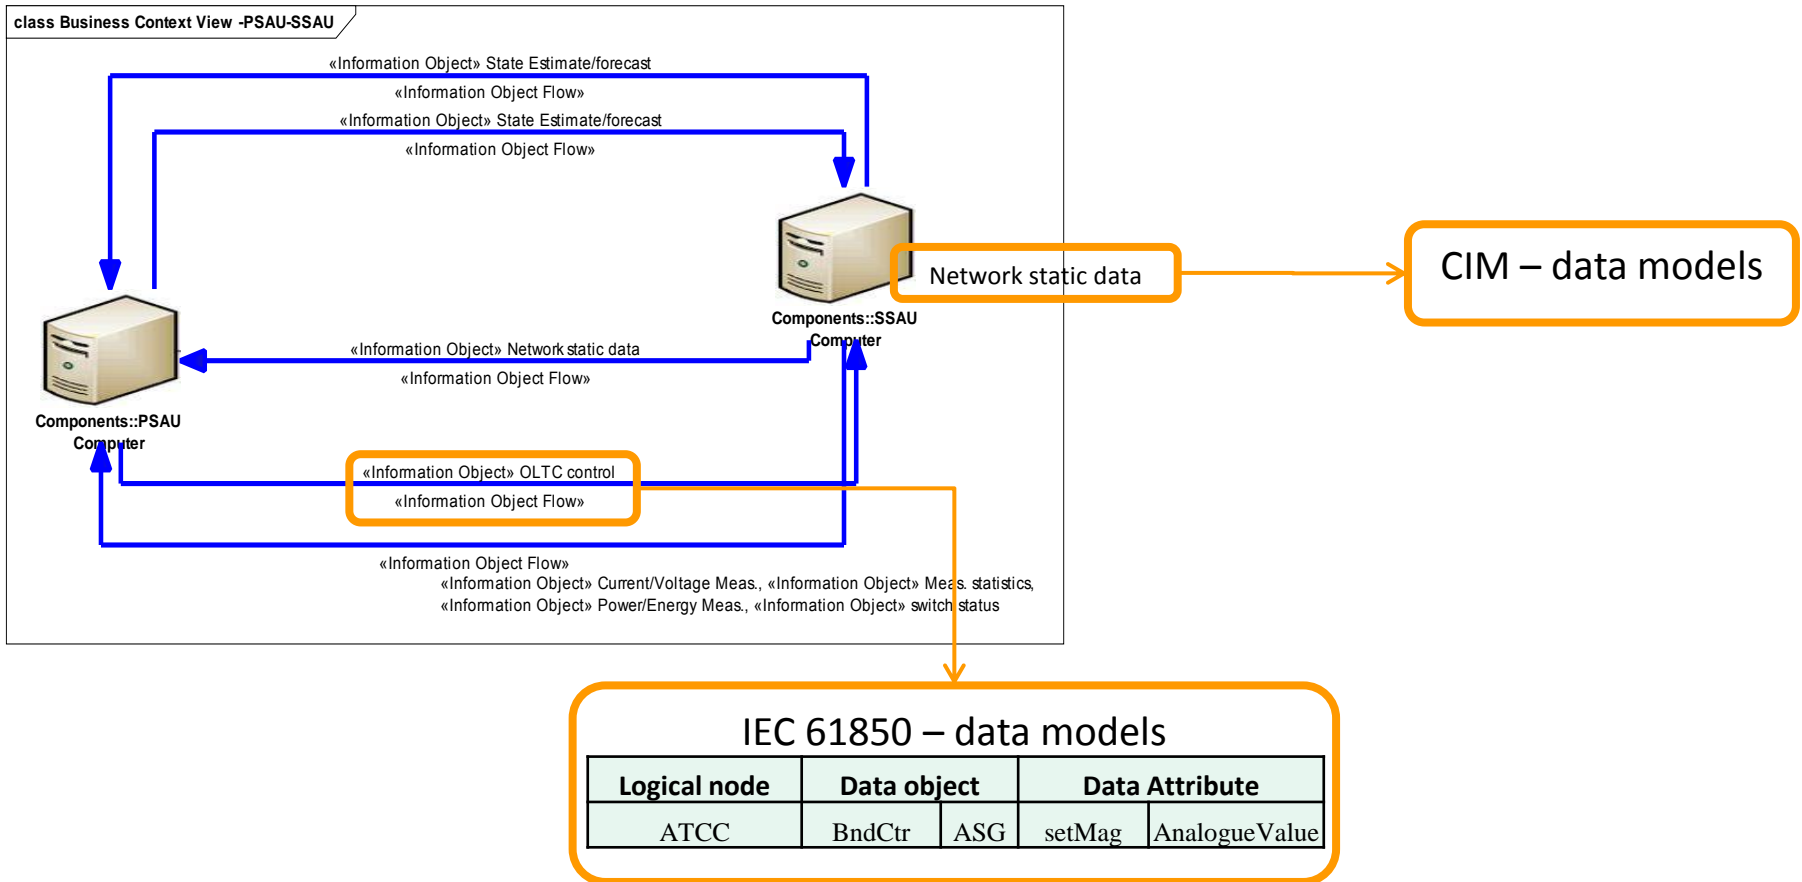 class Business Context View -PSAU-SSAU
«Information Object» State Estimate/forecast
«Information Object Flow»
«Information Object» State Estimate/forecast
«Information Object Flow»
Network static data
CIM – data models
Components::SSAU
Computer
«Information Object» Network static data
«Information Object Flow»
Components::PSAU
Computer
«Information Object» OLTC control
«Information Object Flow»
«Information Object Flow»
«Information Object» Current/Voltage Meas., «Information Object» Meas. statistics,
«Information Object» Power/Energy Meas., «Information Object» switch status
IEC 61850 – data models
Logical node Data object Data Attribute
ATCC BndCtr ASG setMag AnalogueValue